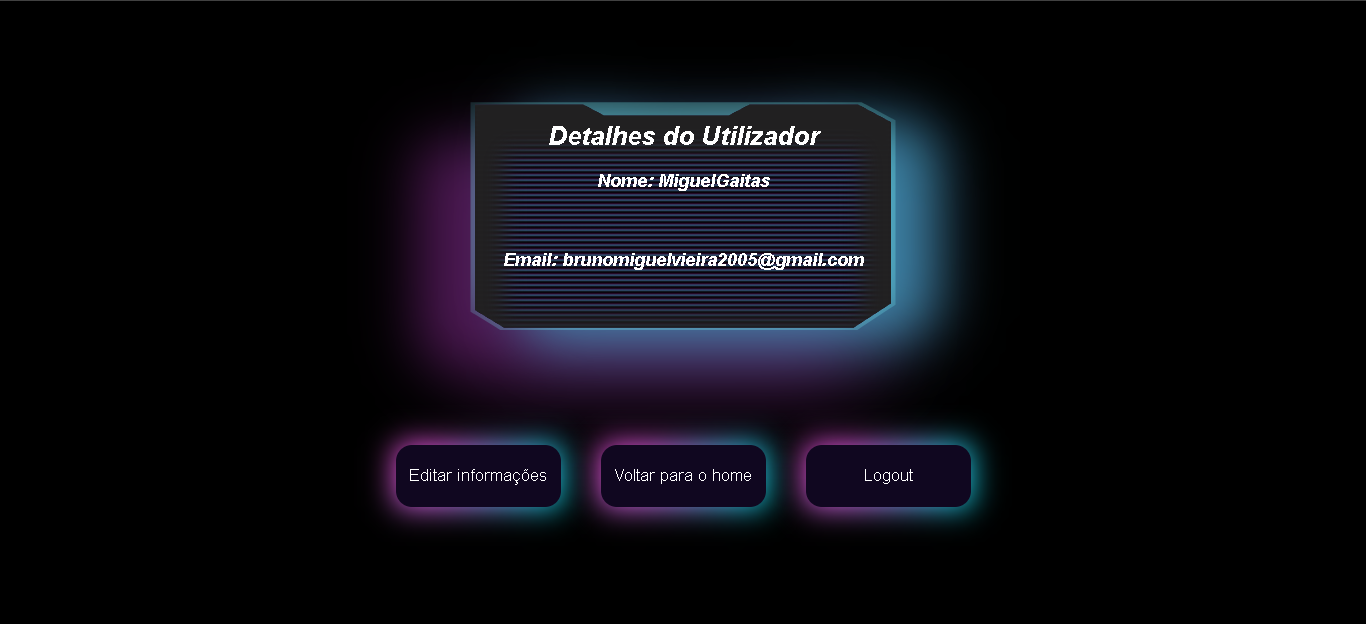 Detalhes do Utilizador
Nome: MiguelGaitas
Email: brunomiguelvieira2005@gmail.com
Editar informações
Voltar para o home
Logout